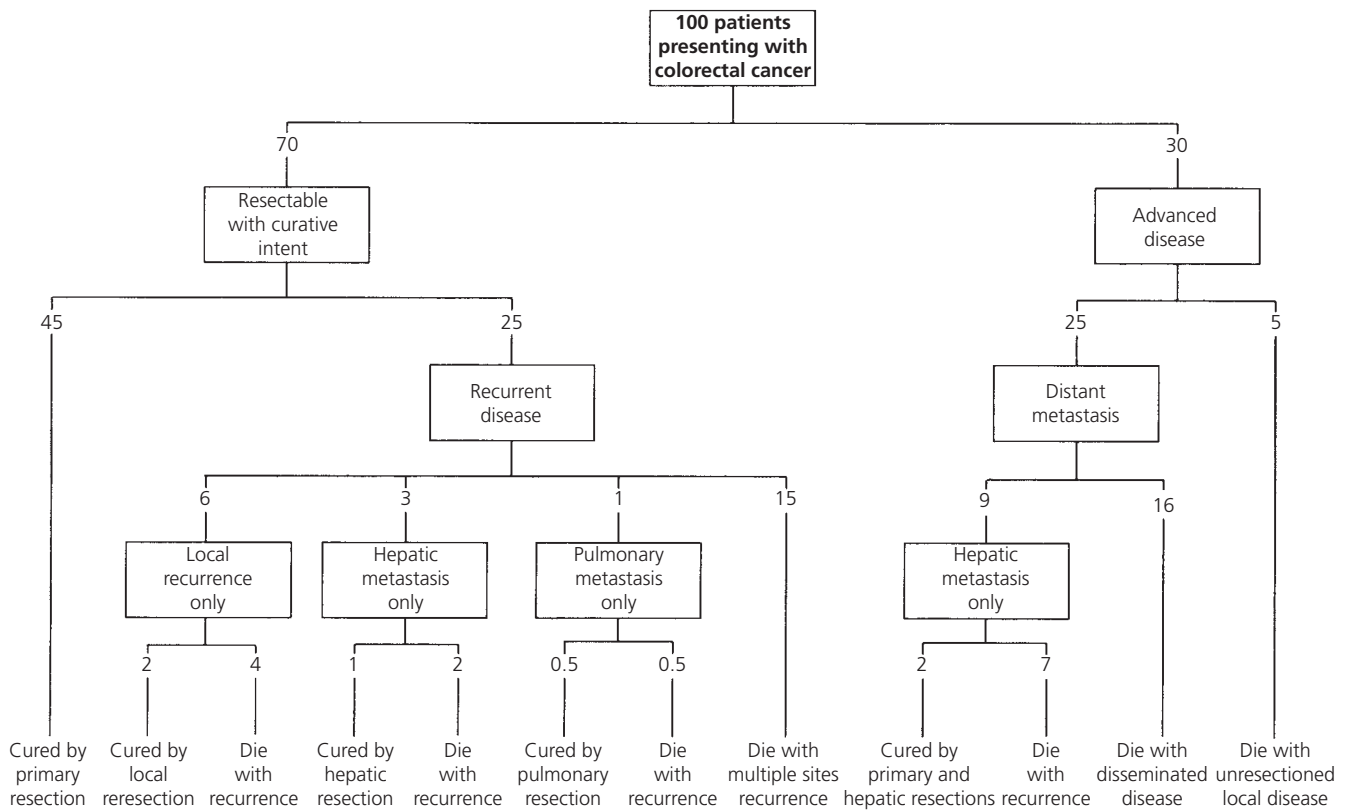 100 patients
presenting with
colorectal cancer
70
30
Resectable
with curative
intent
Advanced
disease
45
25
25
5
Recurrent
disease
Distant
metastasis
6
3
1
15
9
16
Local
recurrence
only
Hepatic
metastasis
only
Pulmonary
metastasis
only
Hepatic
metastasis
only
2
4
1
2
0.5
0.5
2
7
Cured by
primary
resection
Cured by
local
reresection
Die
with
recurrence
Cured by
hepatic
resection
Die
with
recurrence
Cured by
pulmonary
resection
Die
with
recurrence
Die with
multiple sites
recurrence
Cured by
primary and
hepatic resections
Die
with
recurrence
Die with
disseminated
disease
Die with
unresectioned
local disease